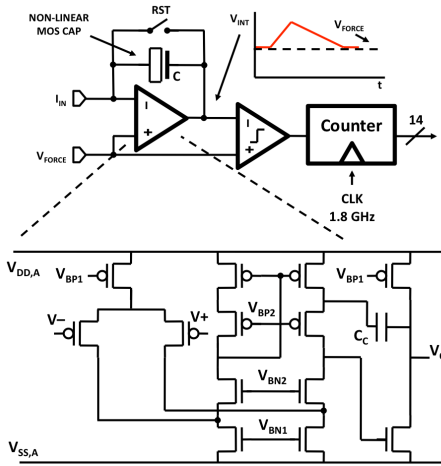 RST
NON-LINEAR
MOS CAP
C
V_INT
V_FORCE
t
I_IN
V_FORCE
Counter
14
CLK
1.8 GHz
V_DD,A
V_BP1
V_BP1
V−
V+
V_BP2
C_C
V_BN2
V_BN1
V_SS,A